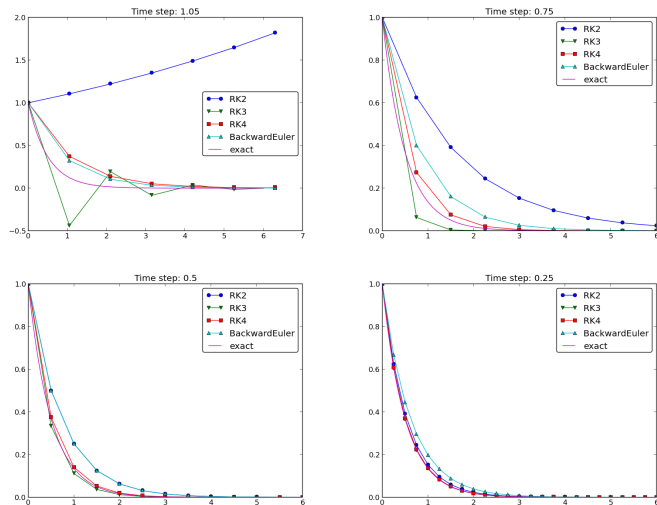 Time step: 1.05
2.0
1.5
1.0
0.5
0.0
−0.5
0 1 2 3 4 5 6 7
RK2
RK3
RK4
BackwardEuler
exact
Time step: 0.75
1.0
0.8
0.6
0.4
0.2
0.0
0 1 2 3 4 5 6
RK2
RK3
RK4
BackwardEuler
exact
Time step: 0.5
1.0
0.8
0.6
0.4
0.2
0.0
0 1 2 3 4 5 6
RK2
RK3
RK4
BackwardEuler
exact
Time step: 0.25
1.0
0.8
0.6
0.4
0.2
0.0
0 1 2 3 4 5 6
RK2
RK3
RK4
BackwardEuler
exact